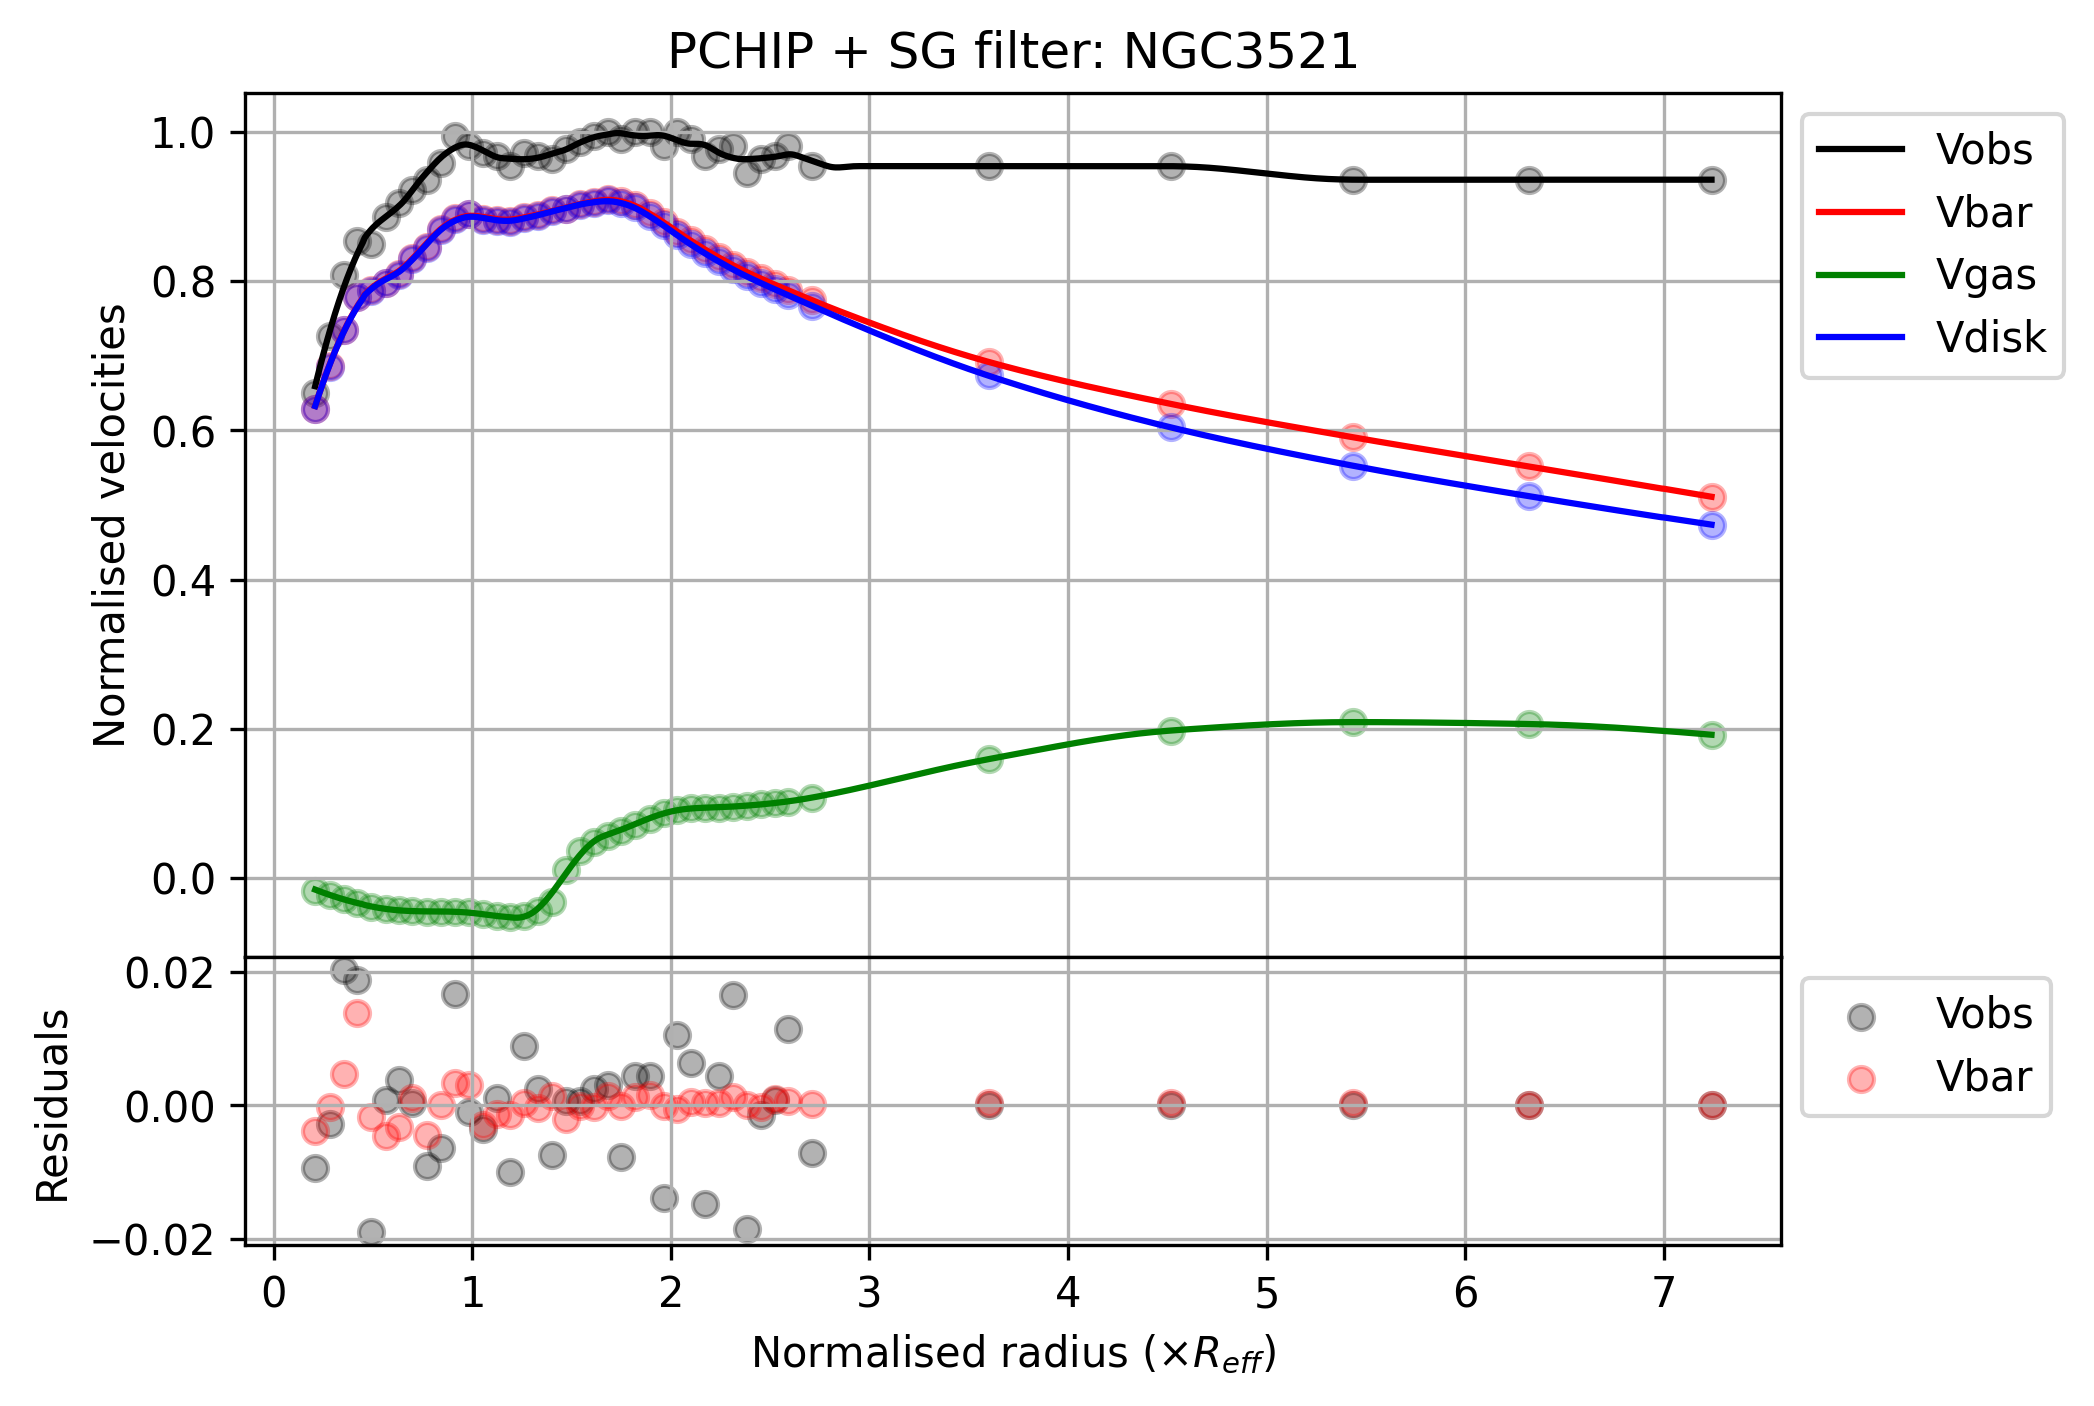 PCHIP + SG filter: NGC3521
Normalised velocities
1.0
0.8
0.6
0.4
0.2
0.0
Vobs
Vbar
Vgas
Vdisk
Residuals
0.02
0.00
−0.02
Vobs
Vbar
0 1 2 3 4 5 6 7
Normalised radius (×R_eff)